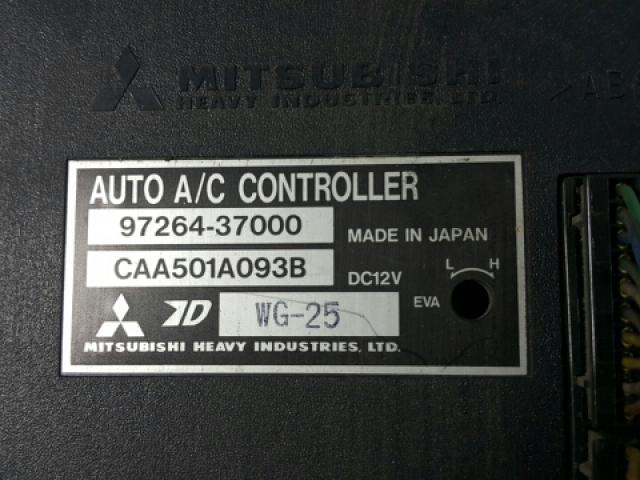 MITSUBISHI
HEAVY INDUSTRIES, LTD.
>AB
AUTO A/C CONTROLLER
97264-37000
MADE IN JAPAN
CAA501A093B
DC12V
L H
EVA
WG-25
MITSUBISHI HEAVY INDUSTRIES, LTD.